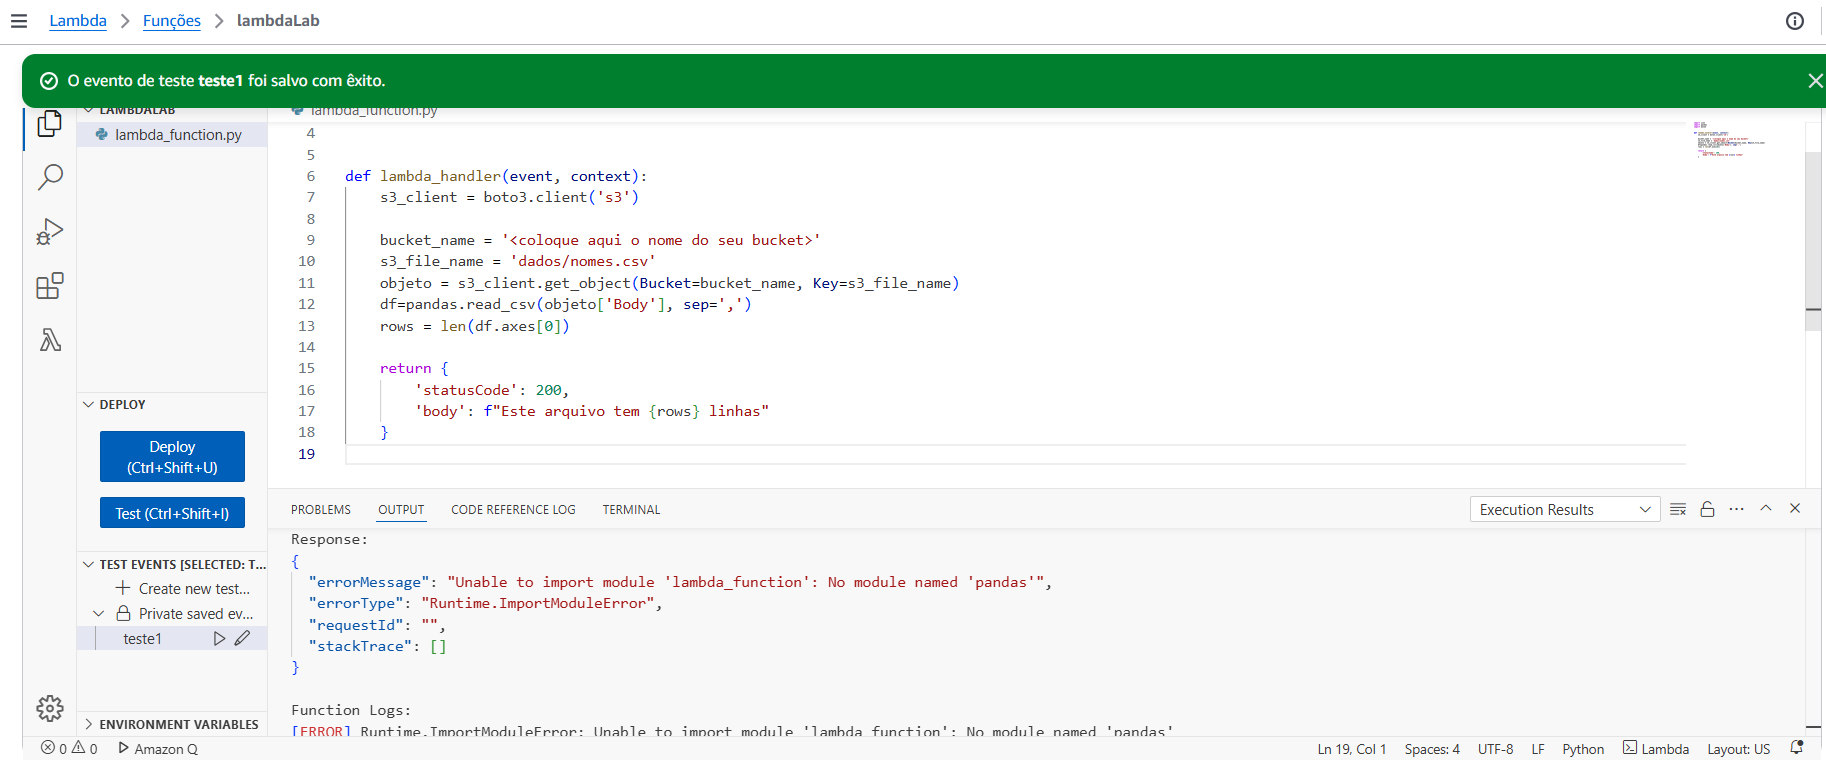 Lambda > Funções > lambdaLab
O evento de teste teste1 foi salvo com êxito.
LAMBDALAB
lambda_function.py
lambda_function.py
4
5
6 def lambda_handler(event, context):
7 s3_client = boto3.client('s3')
8
9 bucket_name = '<coloque aqui o nome do seu bucket>'
10 s3_file_name = 'dados/nomes.csv'
11 objeto = s3_client.get_object(Bucket=bucket_name, Key=s3_file_name)
12 df=pandas.read_csv(objeto['Body'], sep=',')
13 rows = len(df.axes[0])
14
15 return {
16 'statusCode': 200,
17 'body': f"Este arquivo tem {rows} linhas"
18 }
19
DEPLOY
Deploy
(Ctrl+Shift+U)
Test (Ctrl+Shift+I)
TEST EVENTS [SELECTED: T...
Create new test...
Private saved ev...
teste1
ENVIRONMENT VARIABLES
PROBLEMS OUTPUT CODE REFERENCE LOG TERMINAL
Execution Results
Response:
{
"errorMessage": "Unable to import module 'lambda_function': No module named 'pandas'",
"errorType": "Runtime.ImportModuleError",
"requestId": "",
"stackTrace": []
}
Function Logs:
[ERROR] Runtime.ImportModuleError: Unable to import module 'lambda_function': No module named 'pandas'
0 0 Amazon Q
Ln 19, Col 1 Spaces: 4 UTF-8 LF Python Lambda Layout: US